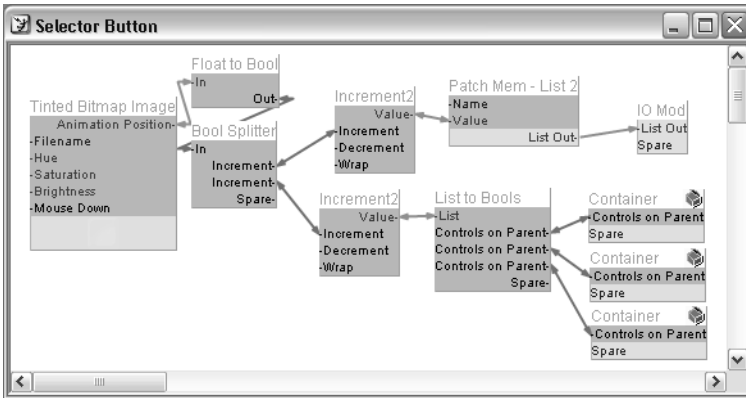 Selector Button
Float to Bool
In
Out
Tinted Bitmap Image
Animation Position
Filename
Hue
Saturation
Brightness
Mouse Down
Bool Splitter
In
Increment
Increment
Spare
Increment2
Value
Increment
Decrement
Wrap
Patch Mem - List 2
Name
Value
List Out
IO Mod
List Out
Spare
Increment2
Value
Increment
Decrement
Wrap
List to Bools
List
Controls on Parent
Controls on Parent
Controls on Parent
Spare
Container
Controls on Parent
Spare
Container
Controls on Parent
Spare
Container
Controls on Parent
Spare